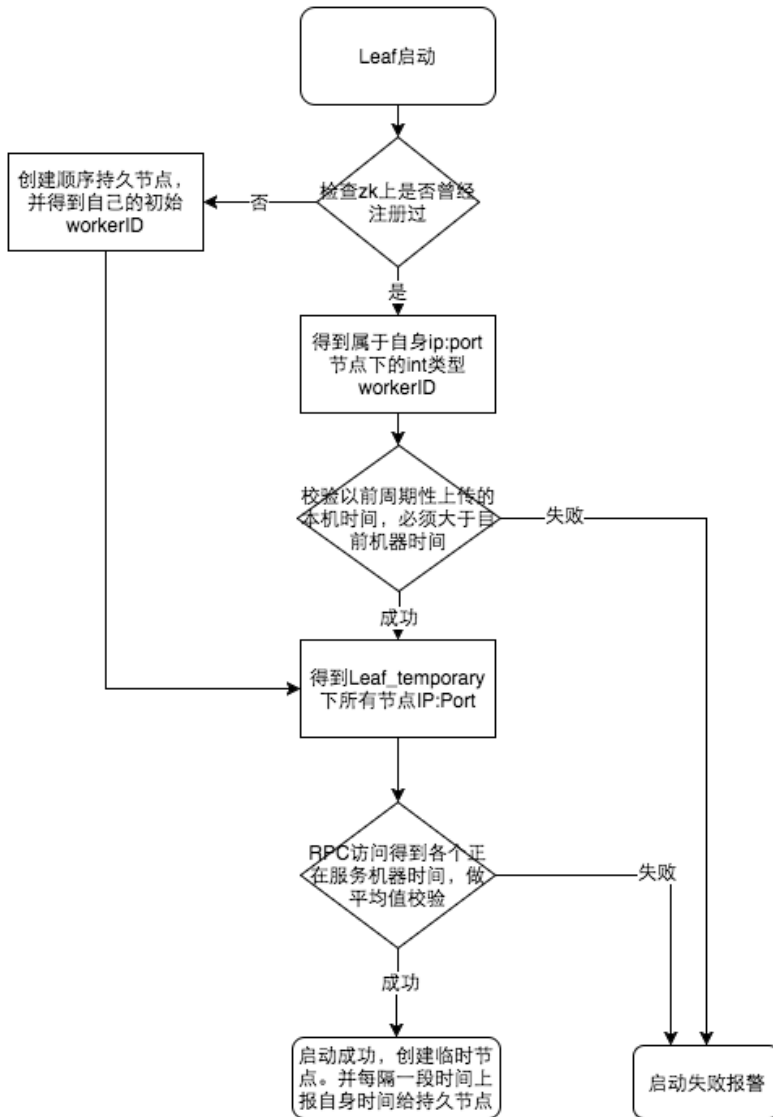 Leaf启动
检查zk上是否曾经
注册过
否
创建顺序持久节点，
并得到自己的初始
workerID
是
得到属于自身ip:port
节点下的int类型
workerID
校验以前周期性上传的
本机时间，必须大于目
前机器时间
失败
成功
得到Leaf_temporary
下所有节点IP:Port
RPC访问得到各个正
在服务机器时间，做
平均值校验
失败
成功
启动成功，创建临时节
点。并每隔一段时间上
报自身时间给持久节点
启动失败报警